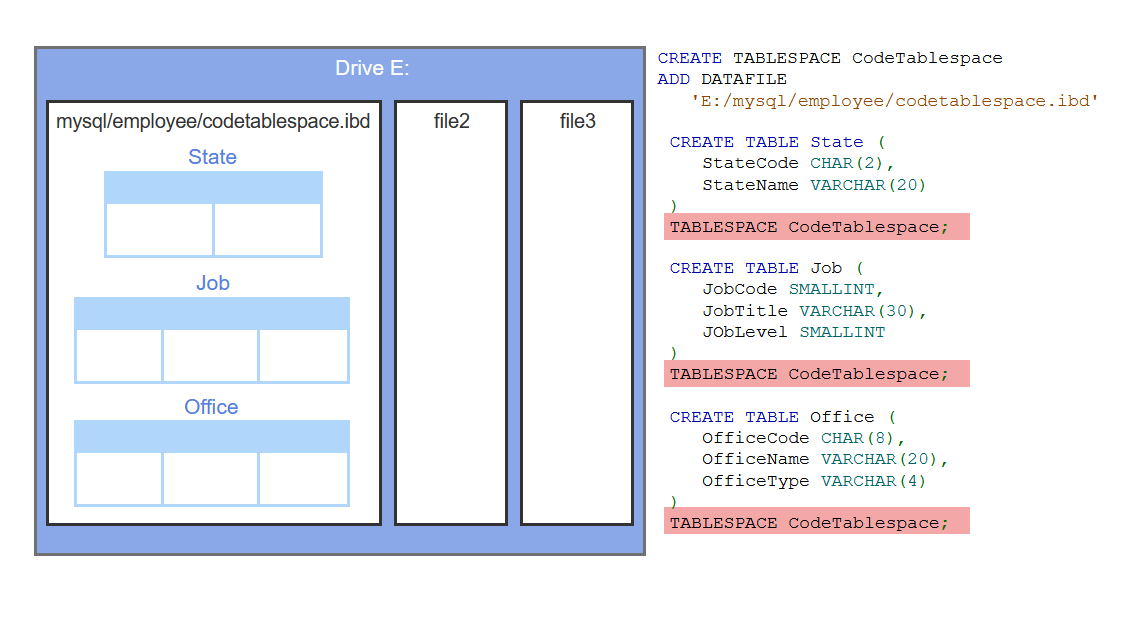 Drive E:
mysql/employee/codetablespace.ibd
State
Job
Office
file2
file3
CREATE TABLESPACE CodeTablespace
ADD DATAFILE
'E:/mysql/employee/codetablespace.ibd'
CREATE TABLE State (
StateCode CHAR(2),
StateName VARCHAR(20)
)
TABLESPACE CodeTablespace;
CREATE TABLE Job (
JobCode SMALLINT,
JobTitle VARCHAR(30),
JObLevel SMALLINT
)
TABLESPACE CodeTablespace;
CREATE TABLE Office (
OfficeCode CHAR(8),
OfficeName VARCHAR(20),
OfficeType VARCHAR(4)
)
TABLESPACE CodeTablespace;